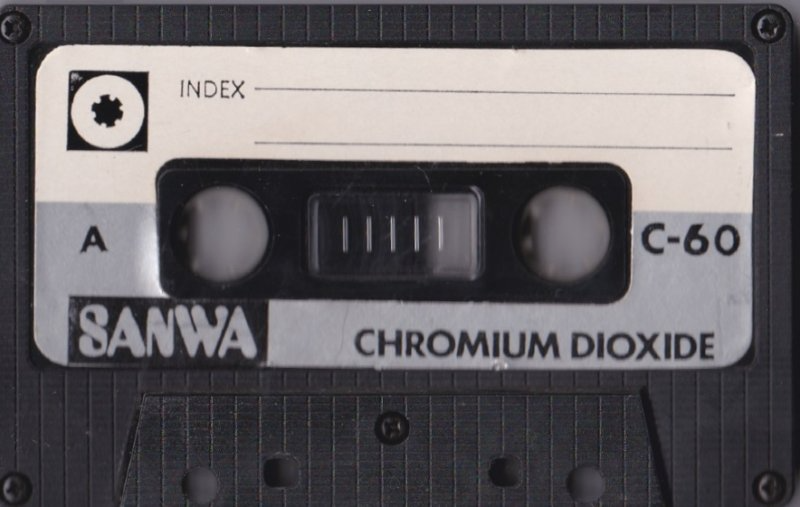 INDEX
A
C-60
SANWA
CHROMIUM DIOXIDE